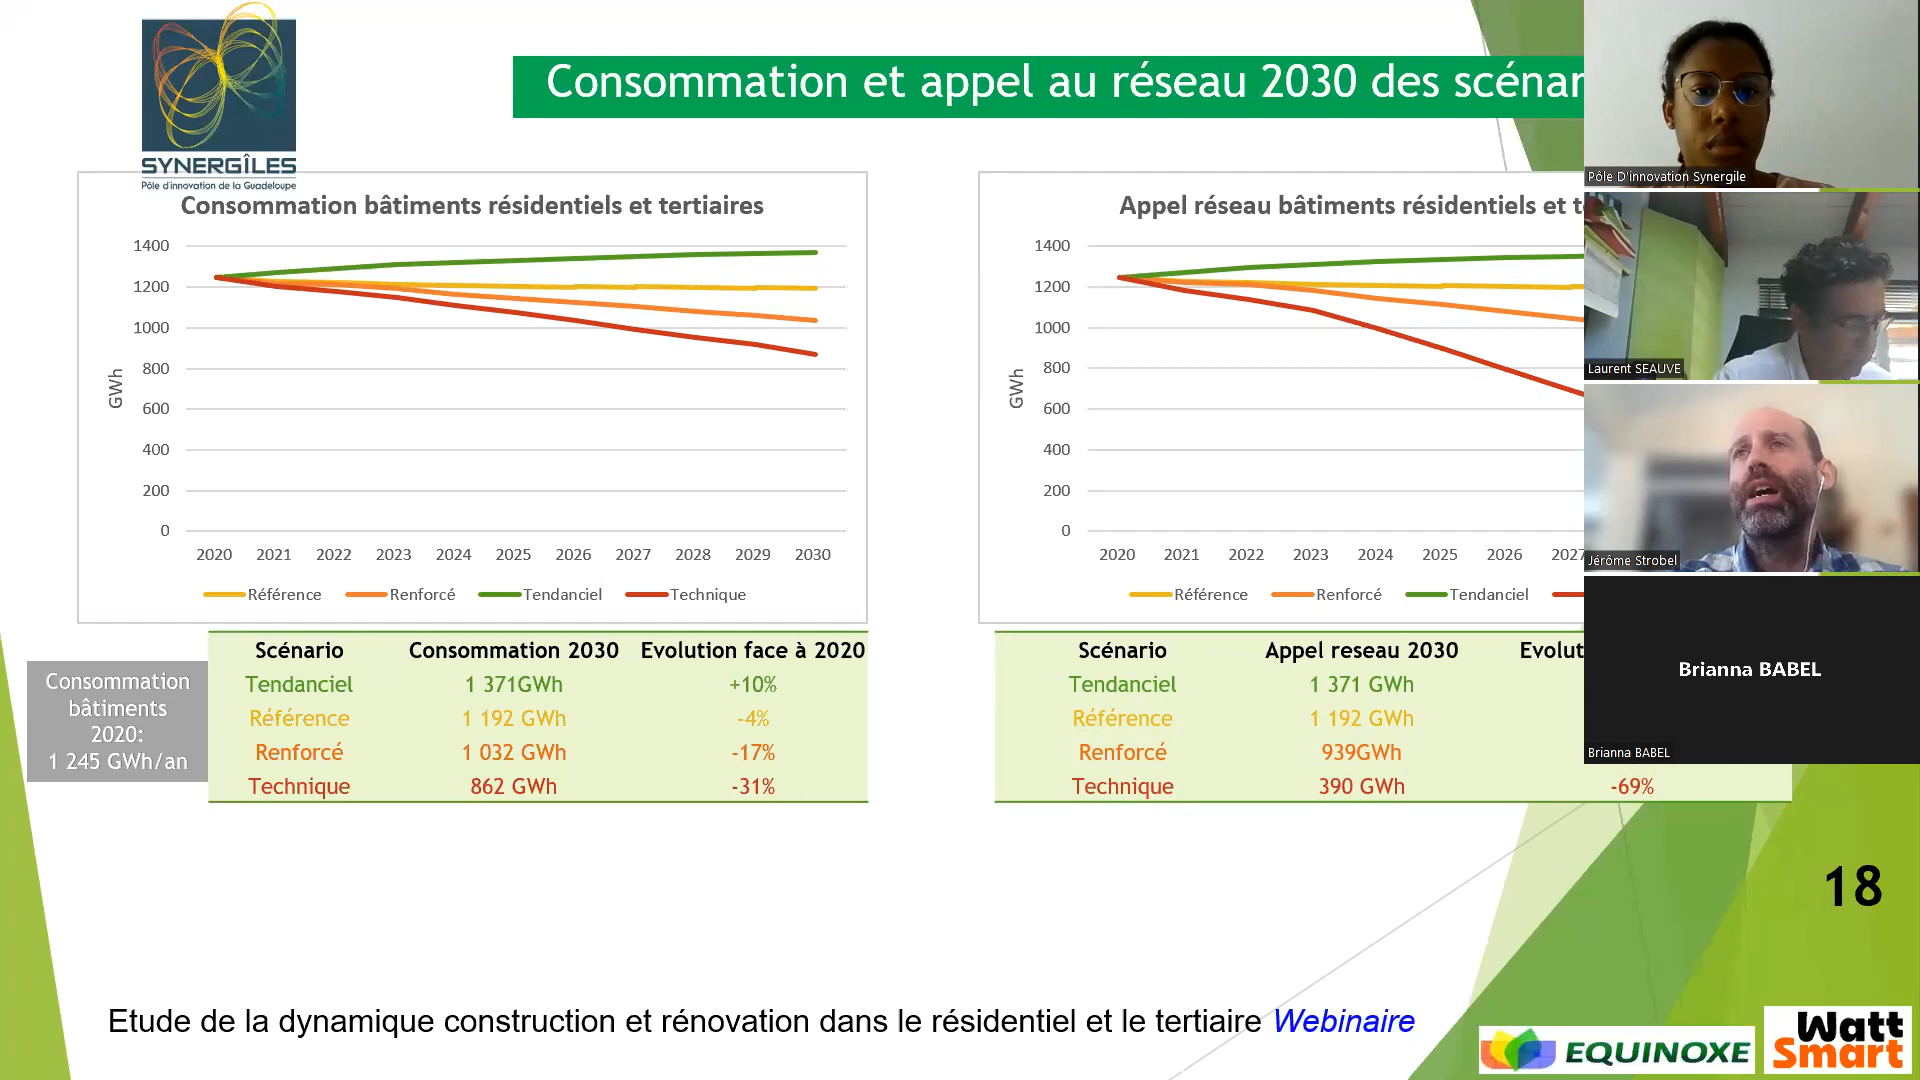 SYNERGÎLES
Pôle d'innovation de la Guadeloupe
Consommation et appel au réseau 2030 des scénar
Consommation bâtiments résidentiels et tertiaires
1400
1200
1000
800
600
400
200
0
GWh
2020 2021 2022 2023 2024 2025 2026 2027 2028 2029 2030
Référence Renforcé Tendanciel Technique
Appel réseau bâtiments résidentiels et t
1400
1200
1000
800
600
400
200
0
GWh
2020 2021 2022 2023 2024 2025 2026 2027
Référence Renforcé Tendanciel
Consommation
bâtiments
2020:
1 245 GWh/an
Scénario Consommation 2030 Evolution face à 2020
Tendanciel 1 371GWh +10%
Référence 1 192 GWh -4%
Renforcé 1 032 GWh -17%
Technique 862 GWh -31%
Scénario Appel reseau 2030 Evolut
Tendanciel 1 371 GWh
Référence 1 192 GWh
Renforcé 939GWh
Technique 390 GWh -69%
Pôle D'innovation Synergile
Laurent SEAUVE
Jérôme Strobel
Brianna BABEL
Brianna BABEL
18
Etude de la dynamique construction et rénovation dans le résidentiel et le tertiaire Webinaire
EQUINOXE
Watt
Smart